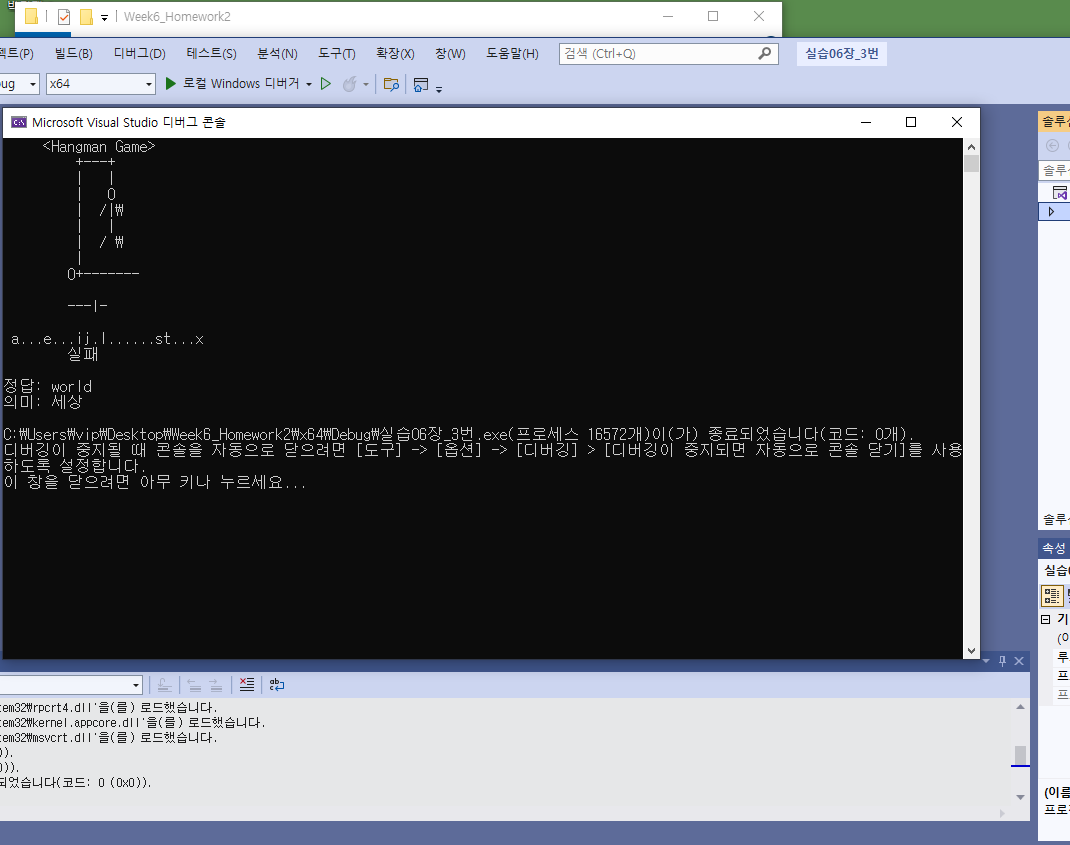 Week6_Homework2
젝트(P) 빌드(B) 디버그(D) 테스트(S) 분석(N) 도구(T) 확장(X) 창(W) 도움말(H) 검색 (Ctrl+Q) 실습06장_3번
ug x64 로컬 Windows 디버거
Microsoft Visual Studio 디버그 콘솔
솔루션
<Hangman Game>
+---+
|   |
|   O
|  /|₩
|   |
|  / ₩
|
O+-------
---|-
a...e...ij.l......st...x
실패
정답: world
의미: 세상
C:₩Users₩vip₩Desktop₩Week6_Homework2₩x64₩Debug₩실습06장_3번.exe(프로세스 16572개)이(가) 종료되었습니다(코드: 0개).
디버깅이 중지될 때 콘솔을 자동으로 닫으려면 [도구] -> [옵션] -> [디버깅] > [디버깅이 중지되면 자동으로 콘솔 닫기]를 사용
하도록 설정합니다.
이 창을 닫으려면 아무 키나 누르세요...
속성
tem32₩rpcrt4.dll'을(를) 로드했습니다.
tem32₩kernel.appcore.dll'을(를) 로드했습니다.
tem32₩msvcrt.dll'을(를) 로드했습니다.
)).
0)).
되었습니다(코드: 0 (0x0)).
(이름